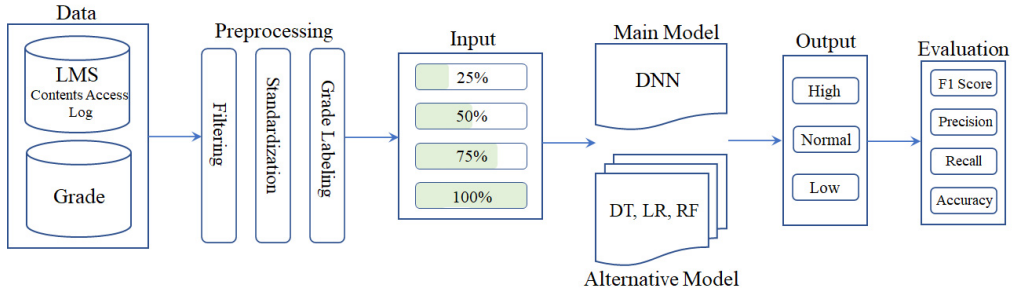 Data
LMS
Contents Access
Log
Grade
Preprocessing
Filtering
Standardization
Grade Labeling
Input
25%
50%
75%
100%
Main Model
DNN
DT, LR, RF
Alternative Model
Output
High
Normal
Low
Evaluation
F1 Score
Precision
Recall
Accuracy